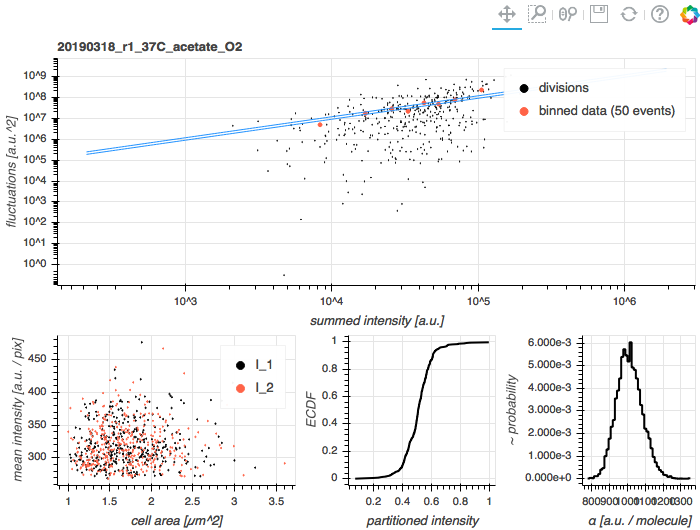 20190318_r1_37C_acetate_O2
fluctuations [a.u.^2]
10^9
10^8
10^7
10^6
10^5
10^4
10^3
10^2
10^1
10^0
divisions
binned data (50 events)
10^3
10^4
10^5
10^6
summed intensity [a.u.]
mean intensity [a.u. / pix]
450
400
350
300
I_1
I_2
1
1.5
2
2.5
3
3.5
cell area [μm^2]
ECDF
1
0.8
0.6
0.4
0.2
0
0.2
0.4
0.6
0.8
1
partitioned intensity
~ probability
6.000e-3
5.000e-3
4.000e-3
3.000e-3
2.000e-3
1.000e-3
0.000e+0
800
900
1000
1100
1200
1300
α [a.u. / molecule]